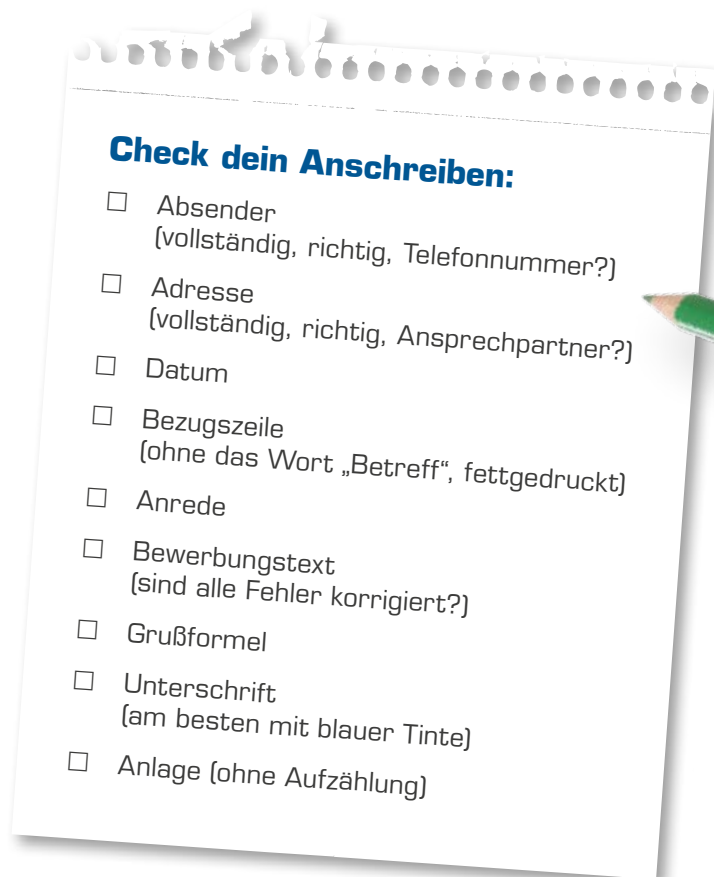 Check dein Anschreiben:
Absender
(vollständig, richtig, Telefonnummer?)
Adresse
(vollständig, richtig, Ansprechpartner?)
Datum
Bezugszeile
(ohne das Wort „Betreff“, fettgedruckt)
Anrede
Bewerbungstext
(sind alle Fehler korrigiert?)
Grußformel
Unterschrift
(am besten mit blauer Tinte)
Anlage (ohne Aufzählung)